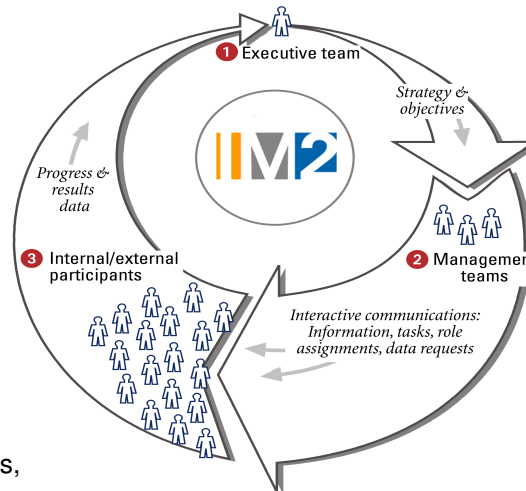 1 Executive team
Strategy &
objectives
IM2
Progress &
results
data
3 Internal/external
participants
2 Managemen
teams
Interactive communications:
Information, tasks, role
assignments, data requests
s,